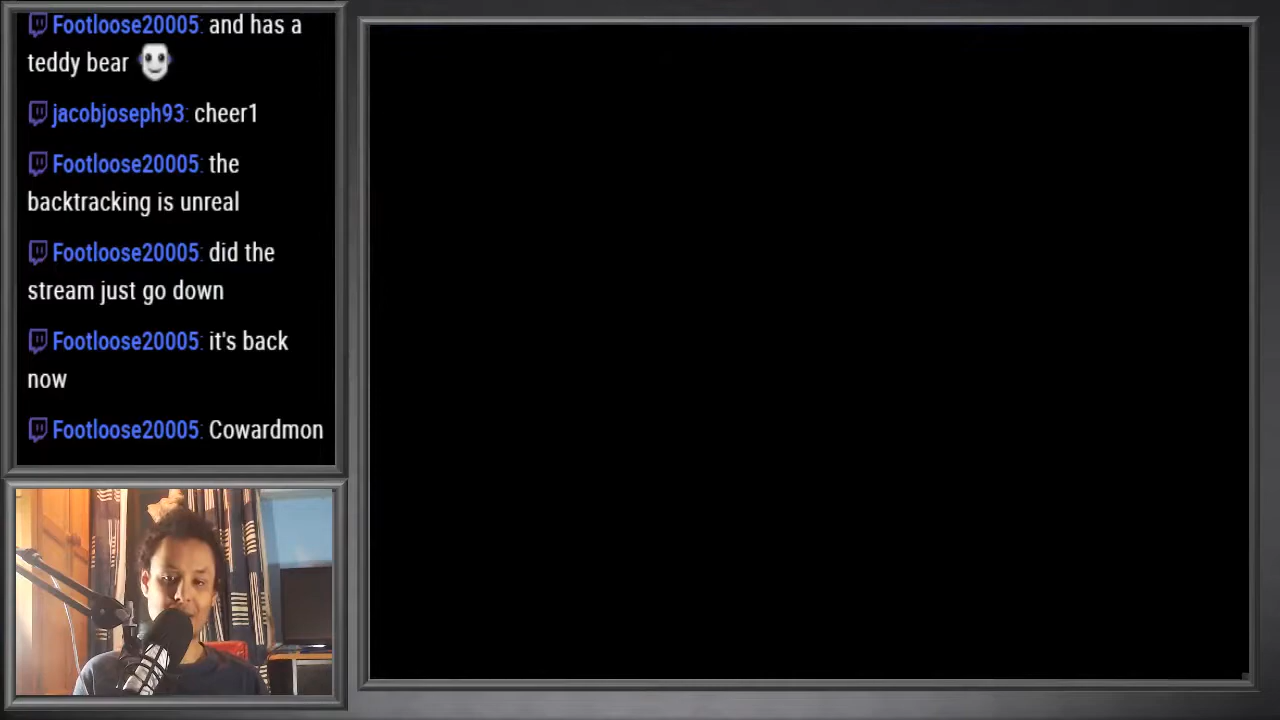 Footloose20005: and has a
teddy bear
jacobjoseph93: cheer1
Footloose20005: the
backtracking is unreal
Footloose20005: did the
stream just go down
Footloose20005: it's back
now
Footloose20005: Cowardmon